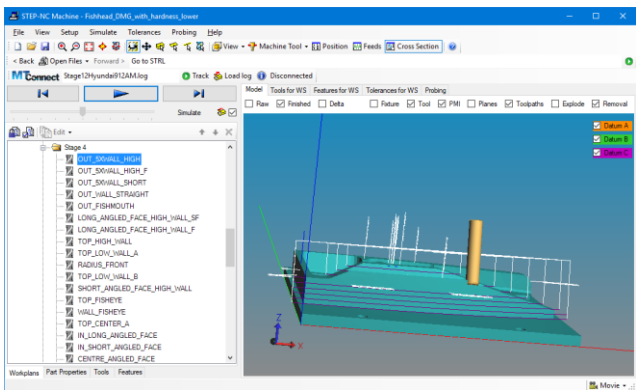 STEP-NC Machine - Fishhead_DMG_with_hardness_lower
File View Setup Simulate Tolerances Probing Help
View Machine Tool Position Feeds Cross Section
< Back Open Files Forward > Go to STRL
MTConnect Stage12Hyundai912AM.log Track Load log Disconnected
Model Tools for WS Features for WS Tolerances for WS Probing
Raw Finished Delta Fixture Tool PMI Planes Toolpaths Explode Removal
Simulate
Datum A
Datum B
Datum C
Edit
Stage 4
OUT_SXWALL_HIGH
OUT_SXWALL_HIGH_F
OUT_SXWALL_SHORT
OUT_WALL_STRAIGHT
OUT_FISHMOUTH
LONG_ANGLED_FACE_HIGH_WALL_SF
LONG_ANGLED_FACE_HIGH_WALL_F
TOP_HIGH_WALL
TOP_LOW_WALL_A
RADIUS_FRONT
TOP_LOW_WALL_B
SHORT_ANGLED_FACE_HIGH_WALL
TOP_FISHEYE
WALL_FISHEYE
TOP_CENTER_A
IN_LONG_ANGLED_FACE
IN_SHORT_ANGLED_FACE
CENTRE_ANGLED_FACE
Z
X
Workplans Part Properties Tools Features
Movie